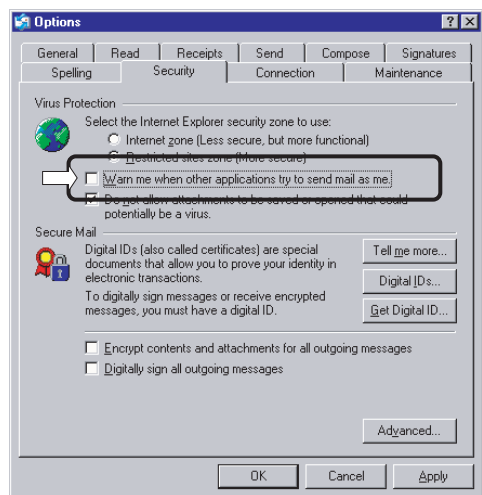 Options
General Read Receipts Send Compose Signatures
Spelling Security Connection Maintenance
Virus Protection
Select the Internet Explorer security zone to use:
Internet zone (Less secure, but more functional)
Restricted sites zone (More secure)
Warn me when other applications try to send mail as me.
Do not allow attachments to be saved or opened that could
potentially be a virus.
Secure Mail
Digital IDs (also called certificates) are special
documents that allow you to prove your identity in
electronic transactions.
Tell me more...
Digital IDs...
To digitally sign messages or receive encrypted
messages, you must have a digital ID.
Get Digital ID...
Encrypt contents and attachments for all outgoing messages
Digitally sign all outgoing messages
Advanced...
OK Cancel Apply